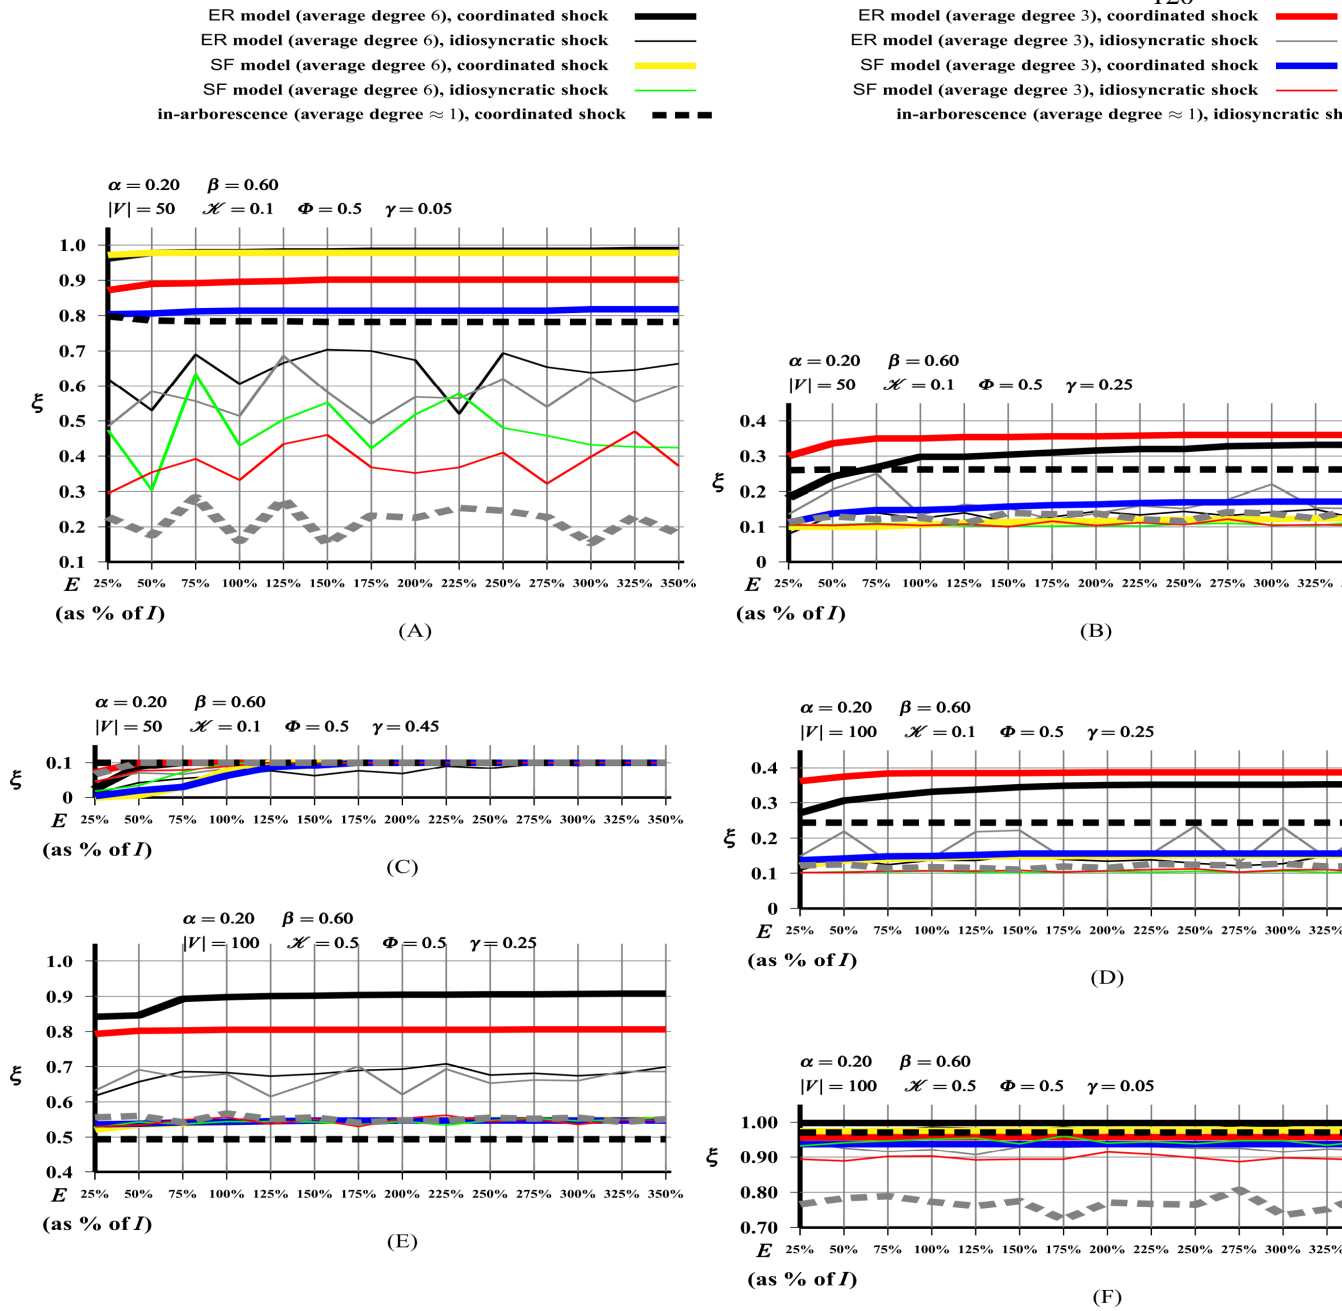 120
ER model (average degree 6), coordinated shock
ER model (average degree 6), idiosyncratic shock
SF model (average degree 6), coordinated shock
SF model (average degree 6), idiosyncratic shock
in-arborescence (average degree ≈ 1), coordinated shock
ER model (average degree 3), coordinated shock
ER model (average degree 3), idiosyncratic shock
SF model (average degree 3), coordinated shock
SF model (average degree 3), idiosyncratic shock
in-arborescence (average degree ≈ 1), idiosyncratic sh
α = 0.20 β = 0.60
|V| = 50 𝒦 = 0.1 Φ = 0.5 γ = 0.05
1.0
0.9
0.8
0.7
0.6
ξ
0.5
0.4
0.3
0.2
0.1
E 25% 50% 75% 100% 125% 150% 175% 200% 225% 250% 275% 300% 325% 350%
(as % of I)
(A)
α = 0.20 β = 0.60
|V| = 50 𝒦 = 0.1 Φ = 0.5 γ = 0.25
0.4
0.3
ξ
0.2
0.1
0
E 25% 50% 75% 100% 125% 150% 175% 200% 225% 250% 275% 300% 325%
(as % of I)
(B)
α = 0.20 β = 0.60
|V| = 50 𝒦 = 0.1 Φ = 0.5 γ = 0.45
0.1
ξ
0
E 25% 50% 75% 100% 125% 150% 175% 200% 225% 250% 275% 300% 325% 350%
(as % of I)
(C)
α = 0.20 β = 0.60
|V| = 100 𝒦 = 0.1 Φ = 0.5 γ = 0.25
0.4
0.3
ξ
0.2
0.1
0
E 25% 50% 75% 100% 125% 150% 175% 200% 225% 250% 275% 300% 325%
(as % of I)
(D)
α = 0.20 β = 0.60
|V| = 100 𝒦 = 0.5 Φ = 0.5 γ = 0.25
1.0
0.9
0.8
0.7
ξ
0.6
0.5
0.4
E 25% 50% 75% 100% 125% 150% 175% 200% 225% 250% 275% 300% 325% 350%
(as % of I)
(E)
α = 0.20 β = 0.60
|V| = 100 𝒦 = 0.5 Φ = 0.5 γ = 0.05
1.00
0.90
ξ
0.80
0.70
E 25% 50% 75% 100% 125% 150% 175% 200% 225% 250% 275% 300% 325%
(as % of I)
(F)